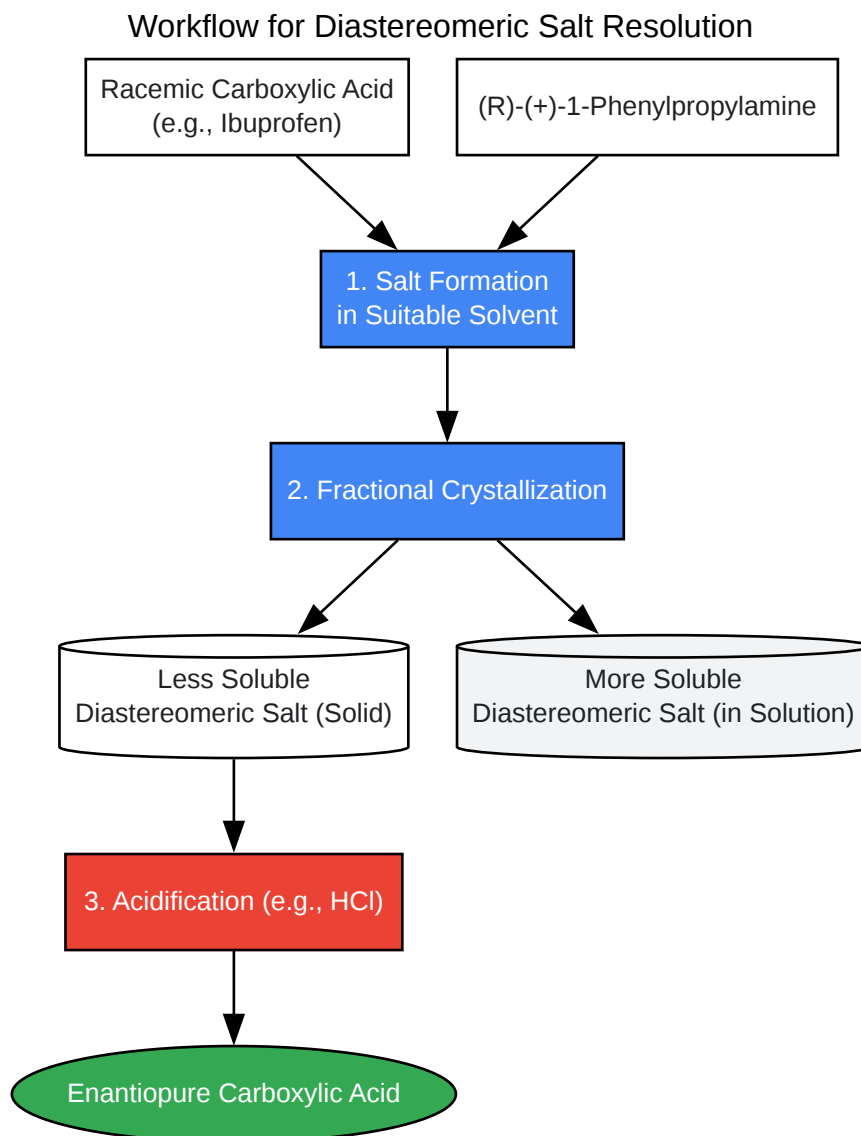 Workflow for Diastereomeric Salt Resolution
Racemic Carboxylic Acid
(e.g., Ibuprofen)
(R)-(+)-1-Phenylpropylamine
1. Salt Formation
in Suitable Solvent
2. Fractional Crystallization
Less Soluble
Diastereomeric Salt (Solid)
More Soluble
Diastereomeric Salt (in Solution)
3. Acidification (e.g., HCl)
Enantiopure Carboxylic Acid